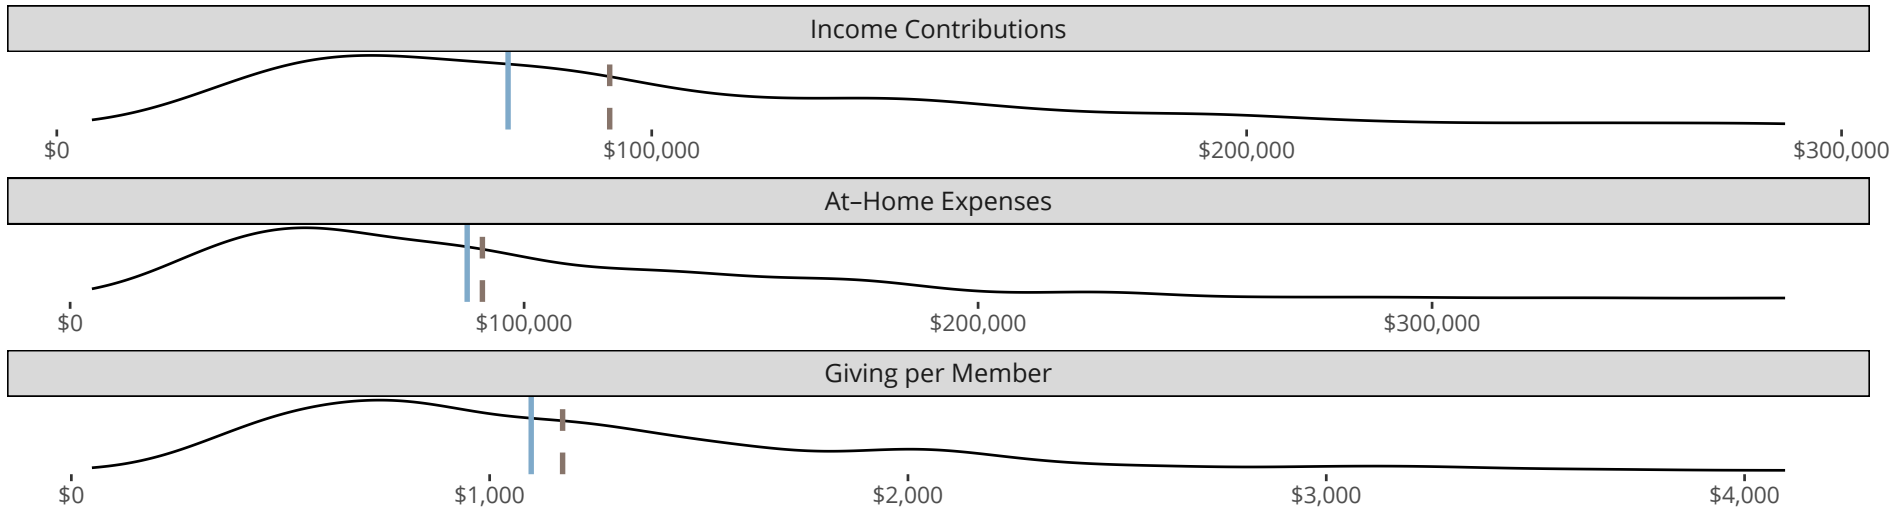 Income Contributions
$0 $100,000 $200,000 $300,000
At–Home Expenses
$0 $100,000 $200,000 $300,000
Giving per Member
$0 $1,000 $2,000 $3,000 $4,000